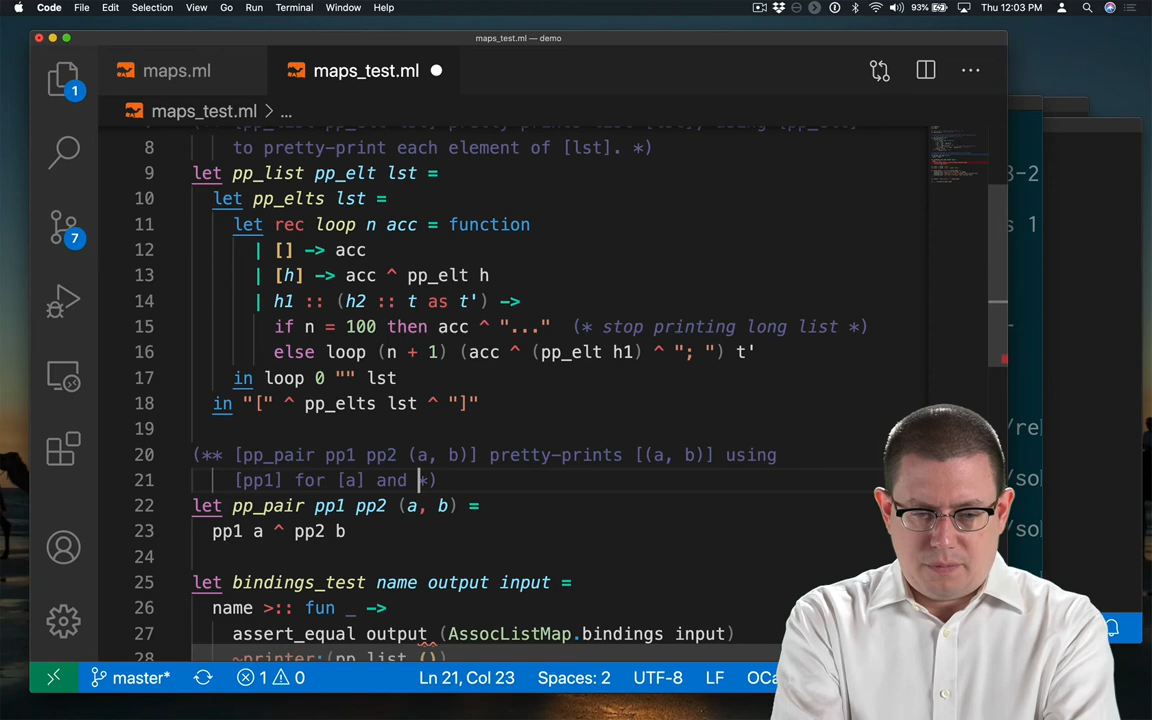 Code File Edit Selection View Go Run Terminal Window Help 93% Thu 12:03 PM
maps_test.ml — demo
maps.ml maps_test.ml
maps_test.ml > ...
8 to pretty-print each element of [lst]. *)
9 let pp_list pp_elt lst =
10 let pp_elts lst =
11 let rec loop n acc = function
12 | [] -> acc
13 | [h] -> acc ^ pp_elt h
14 | h1 :: (h2 :: t as t') ->
15 if n = 100 then acc ^ "..." (* stop printing long list *)
16 else loop (n + 1) (acc ^ (pp_elt h1) ^ "; ") t'
17 in loop 0 "" lst
18 in "[" ^ pp_elts lst ^ "]"
19
20 (** [pp_pair pp1 pp2 (a, b)] pretty-prints [(a, b)] using
21 [pp1] for [a] and *)
22 let pp_pair pp1 pp2 (a, b) =
23 pp1 a ^ pp2 b
24
25 let bindings_test name output input =
26 name >:: fun _ ->
27 assert_equal output (AssocListMap.bindings input)
28 ~printer:(pp_list ())
1
7
master* 1 0 Ln 21, Col 23 Spaces: 2 UTF-8 LF